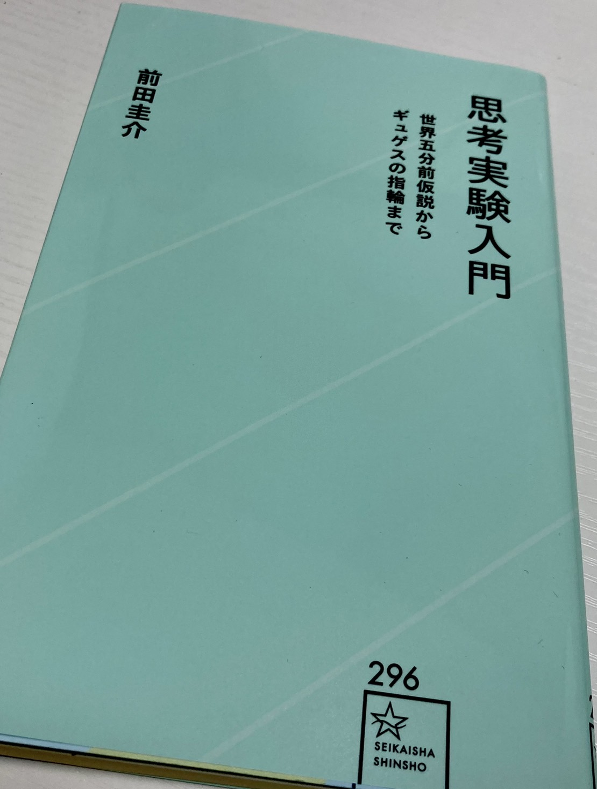 思考実験入門
世界五分前仮説から
ギュゲスの指輪まで
前田圭介
296
SEIKAISHA
SHINSHO